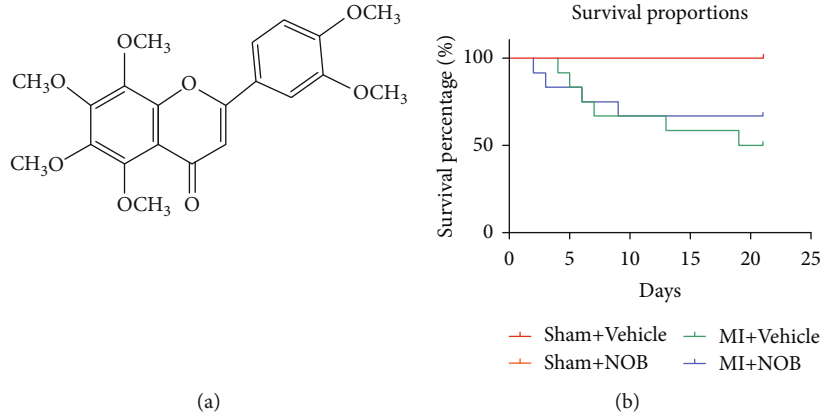 OCH₃
OCH₃
CH₃O
O
OCH₃
CH₃O
OCH₃
O
(a)
Survival proportions
Survival percentage (%)
100
50
0
0 5 10 15 20 25
Days
Sham+Vehicle MI+Vehicle
Sham+NOB MI+NOB
(b)